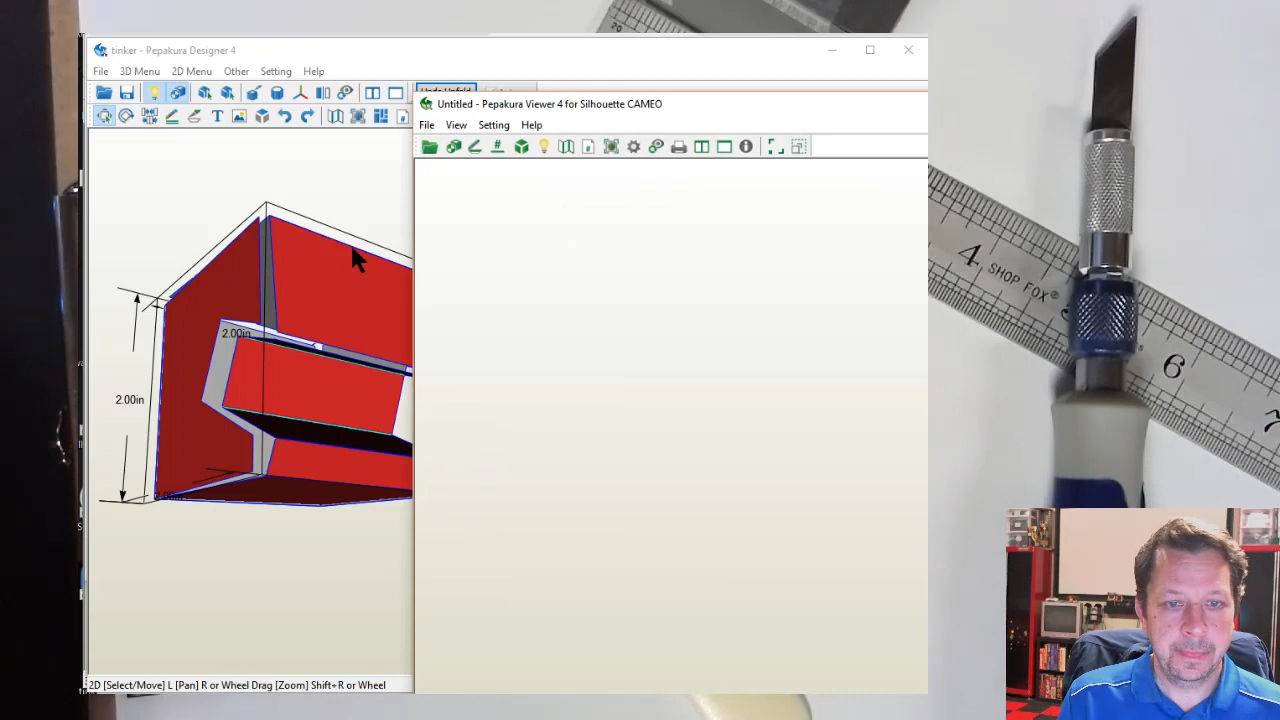 20
tinker - Pepakura Designer 4
File 3D Menu 2D Menu Other Setting Help
Untitled - Pepakura Viewer 4 for Silhouette CAMEO
File View Setting Help
2.00in
2.00in
4 SHOP FOX®
6
7
2D [Select/Move] L [Pan] R or Wheel Drag [Zoom] Shift+R or Wheel